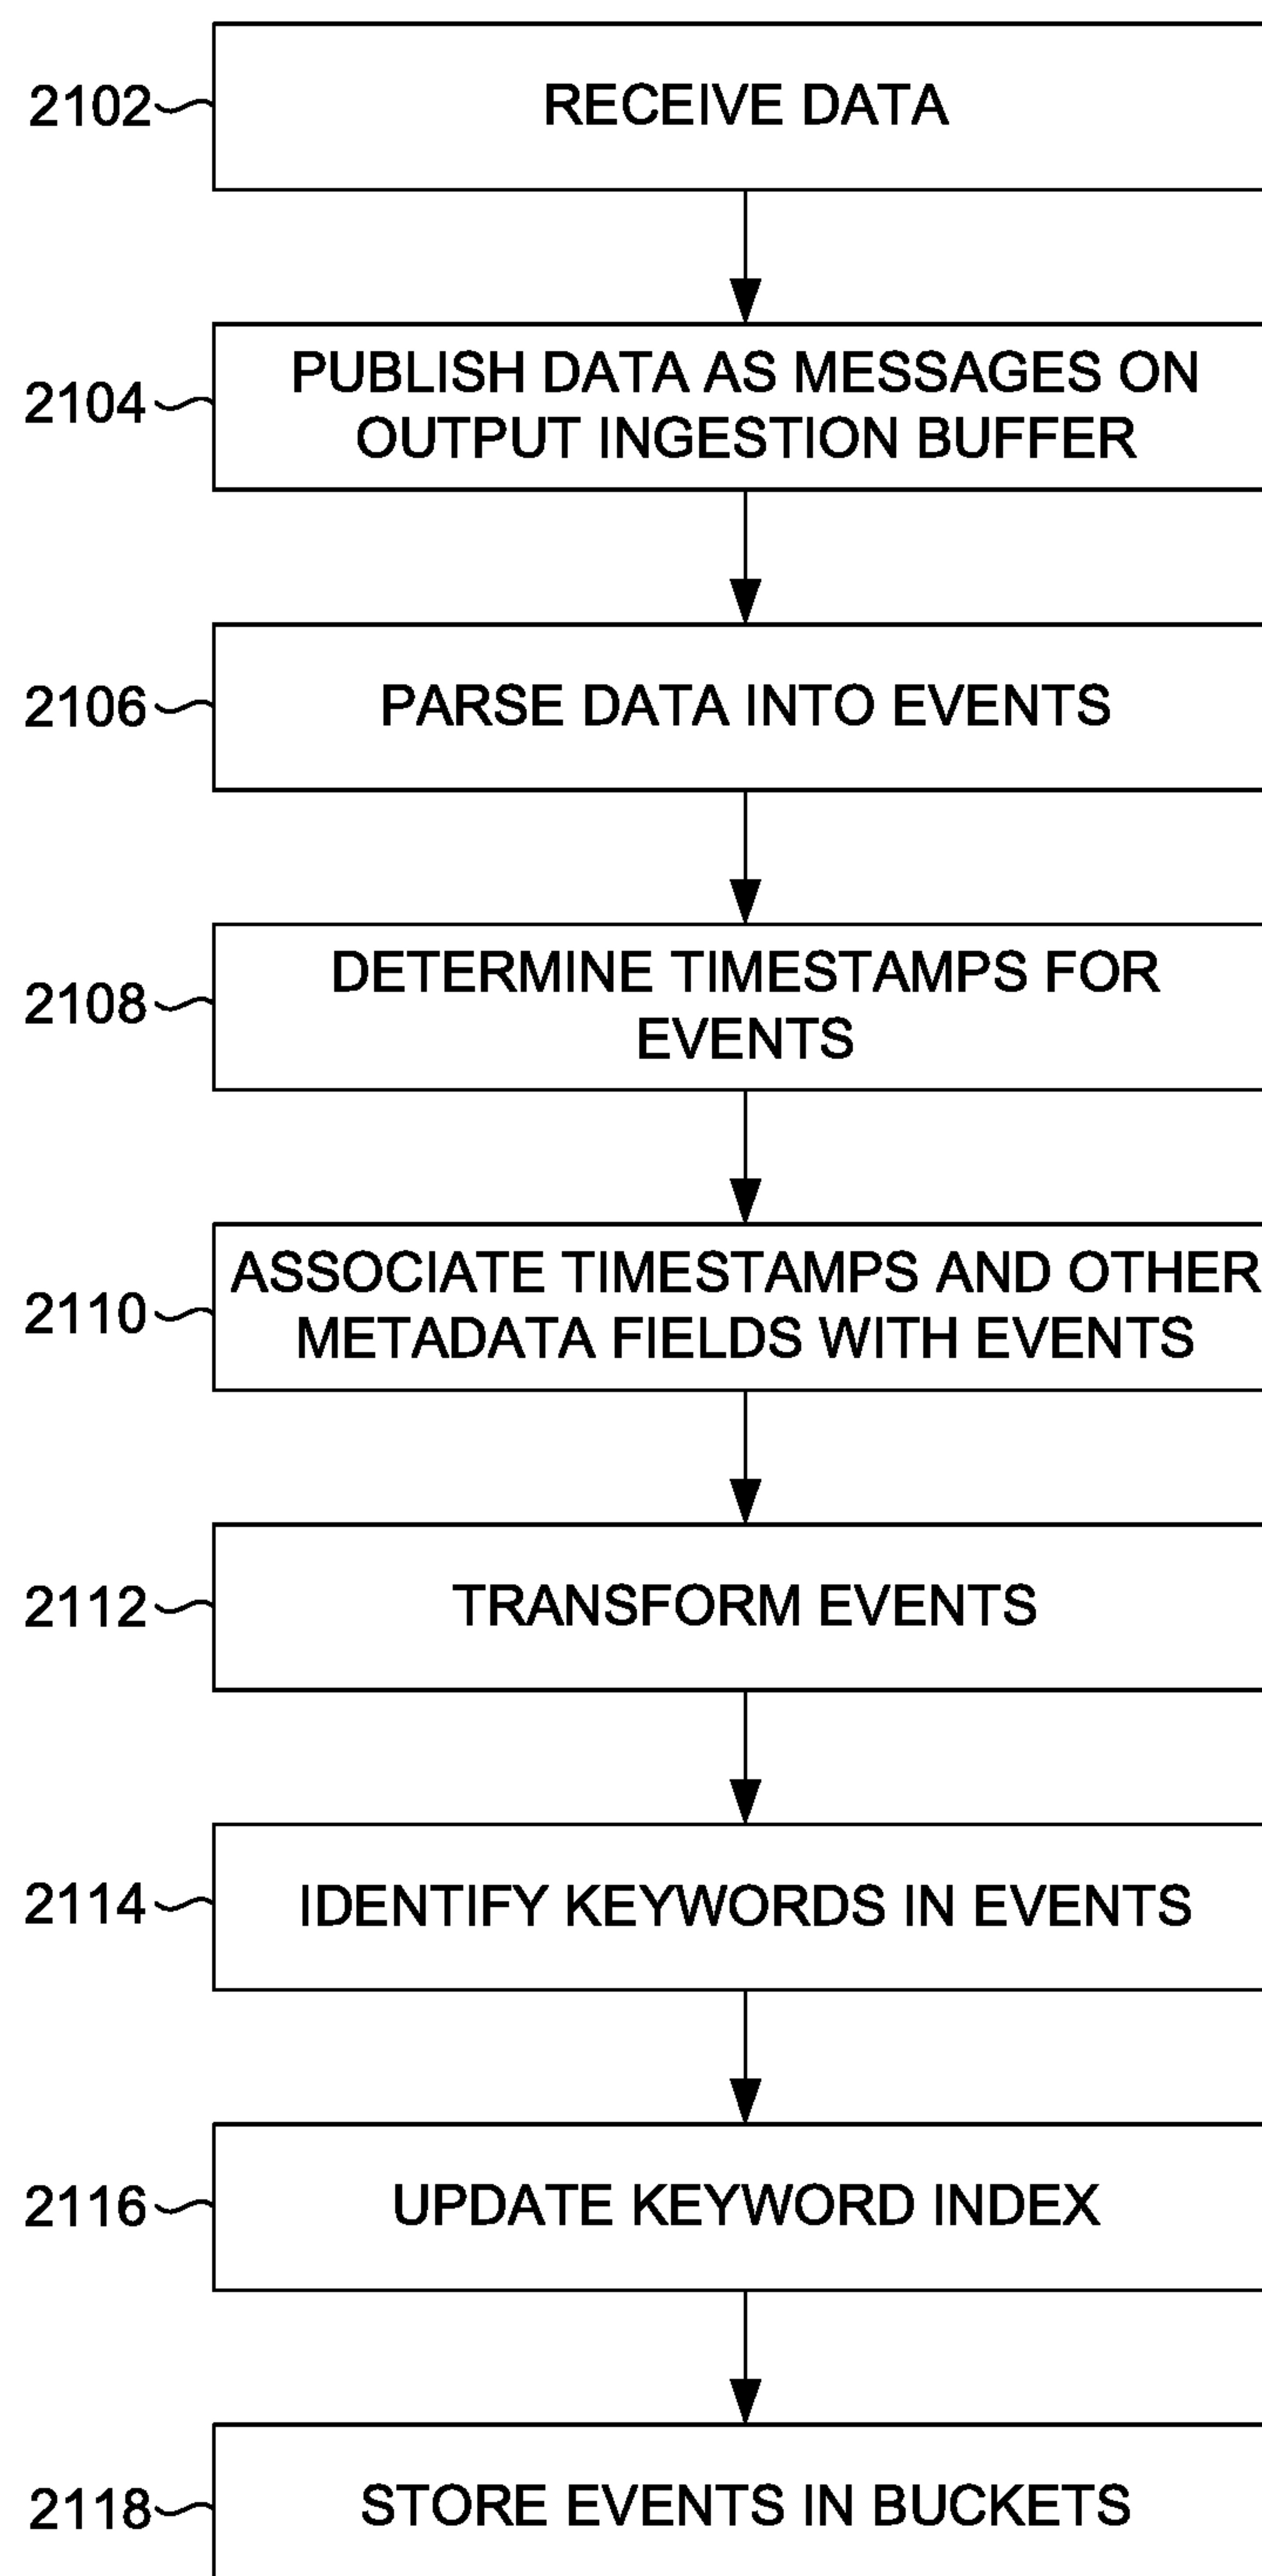 2102
RECEIVE DATA
2104
PUBLISH DATA AS MESSAGES ON
OUTPUT INGESTION BUFFER
2106
PARSE DATA INTO EVENTS
2108
DETERMINE TIMESTAMPS FOR
EVENTS
2110
ASSOCIATE TIMESTAMPS AND OTHER
METADATA FIELDS WITH EVENTS
2112
TRANSFORM EVENTS
2114
IDENTIFY KEYWORDS IN EVENTS
2116
UPDATE KEYWORD INDEX
2118
STORE EVENTS IN BUCKETS